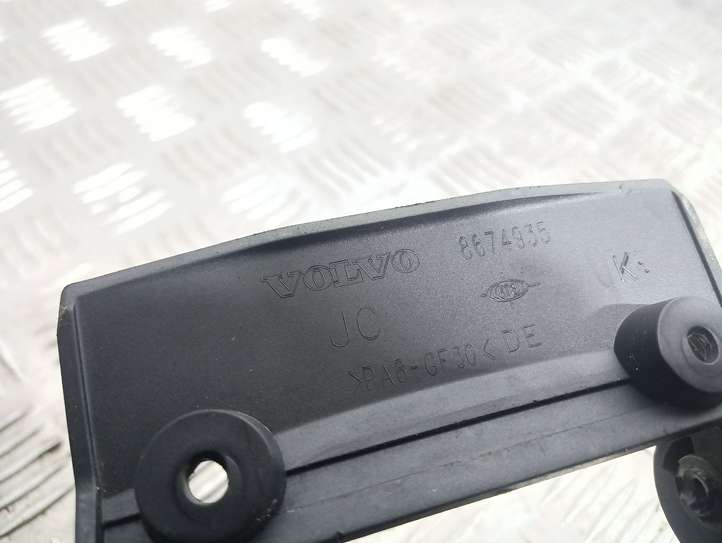 VOLVO 8674935
JC K
>PA6-GF30< DE